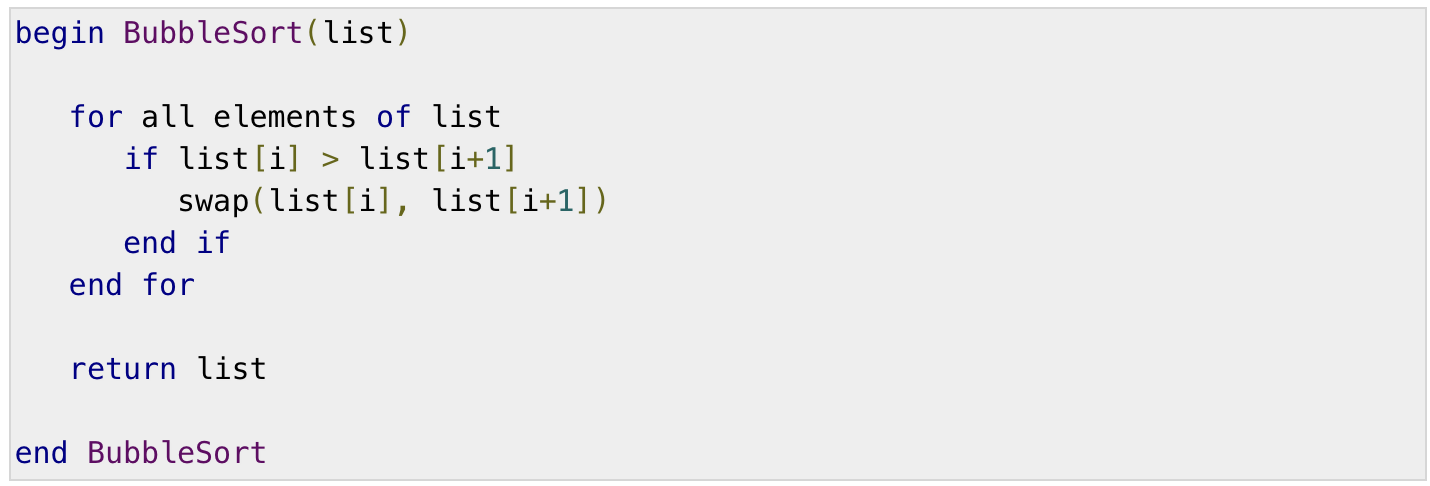 begin BubbleSort(list)
for all elements of list
if list[i] > list[i+1]
swap(list[i], list[i+1])
end if
end for
return list
end BubbleSort